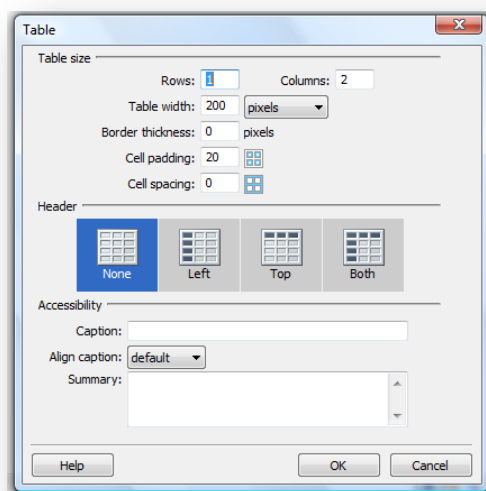 Table
Table size
Rows: 1 Columns: 2
Table width: 200 pixels
Border thickness: 0 pixels
Cell padding: 20
Cell spacing: 0
Header
None Left Top Both
Accessibility
Caption:
Align caption: default
Summary:
Help OK Cancel